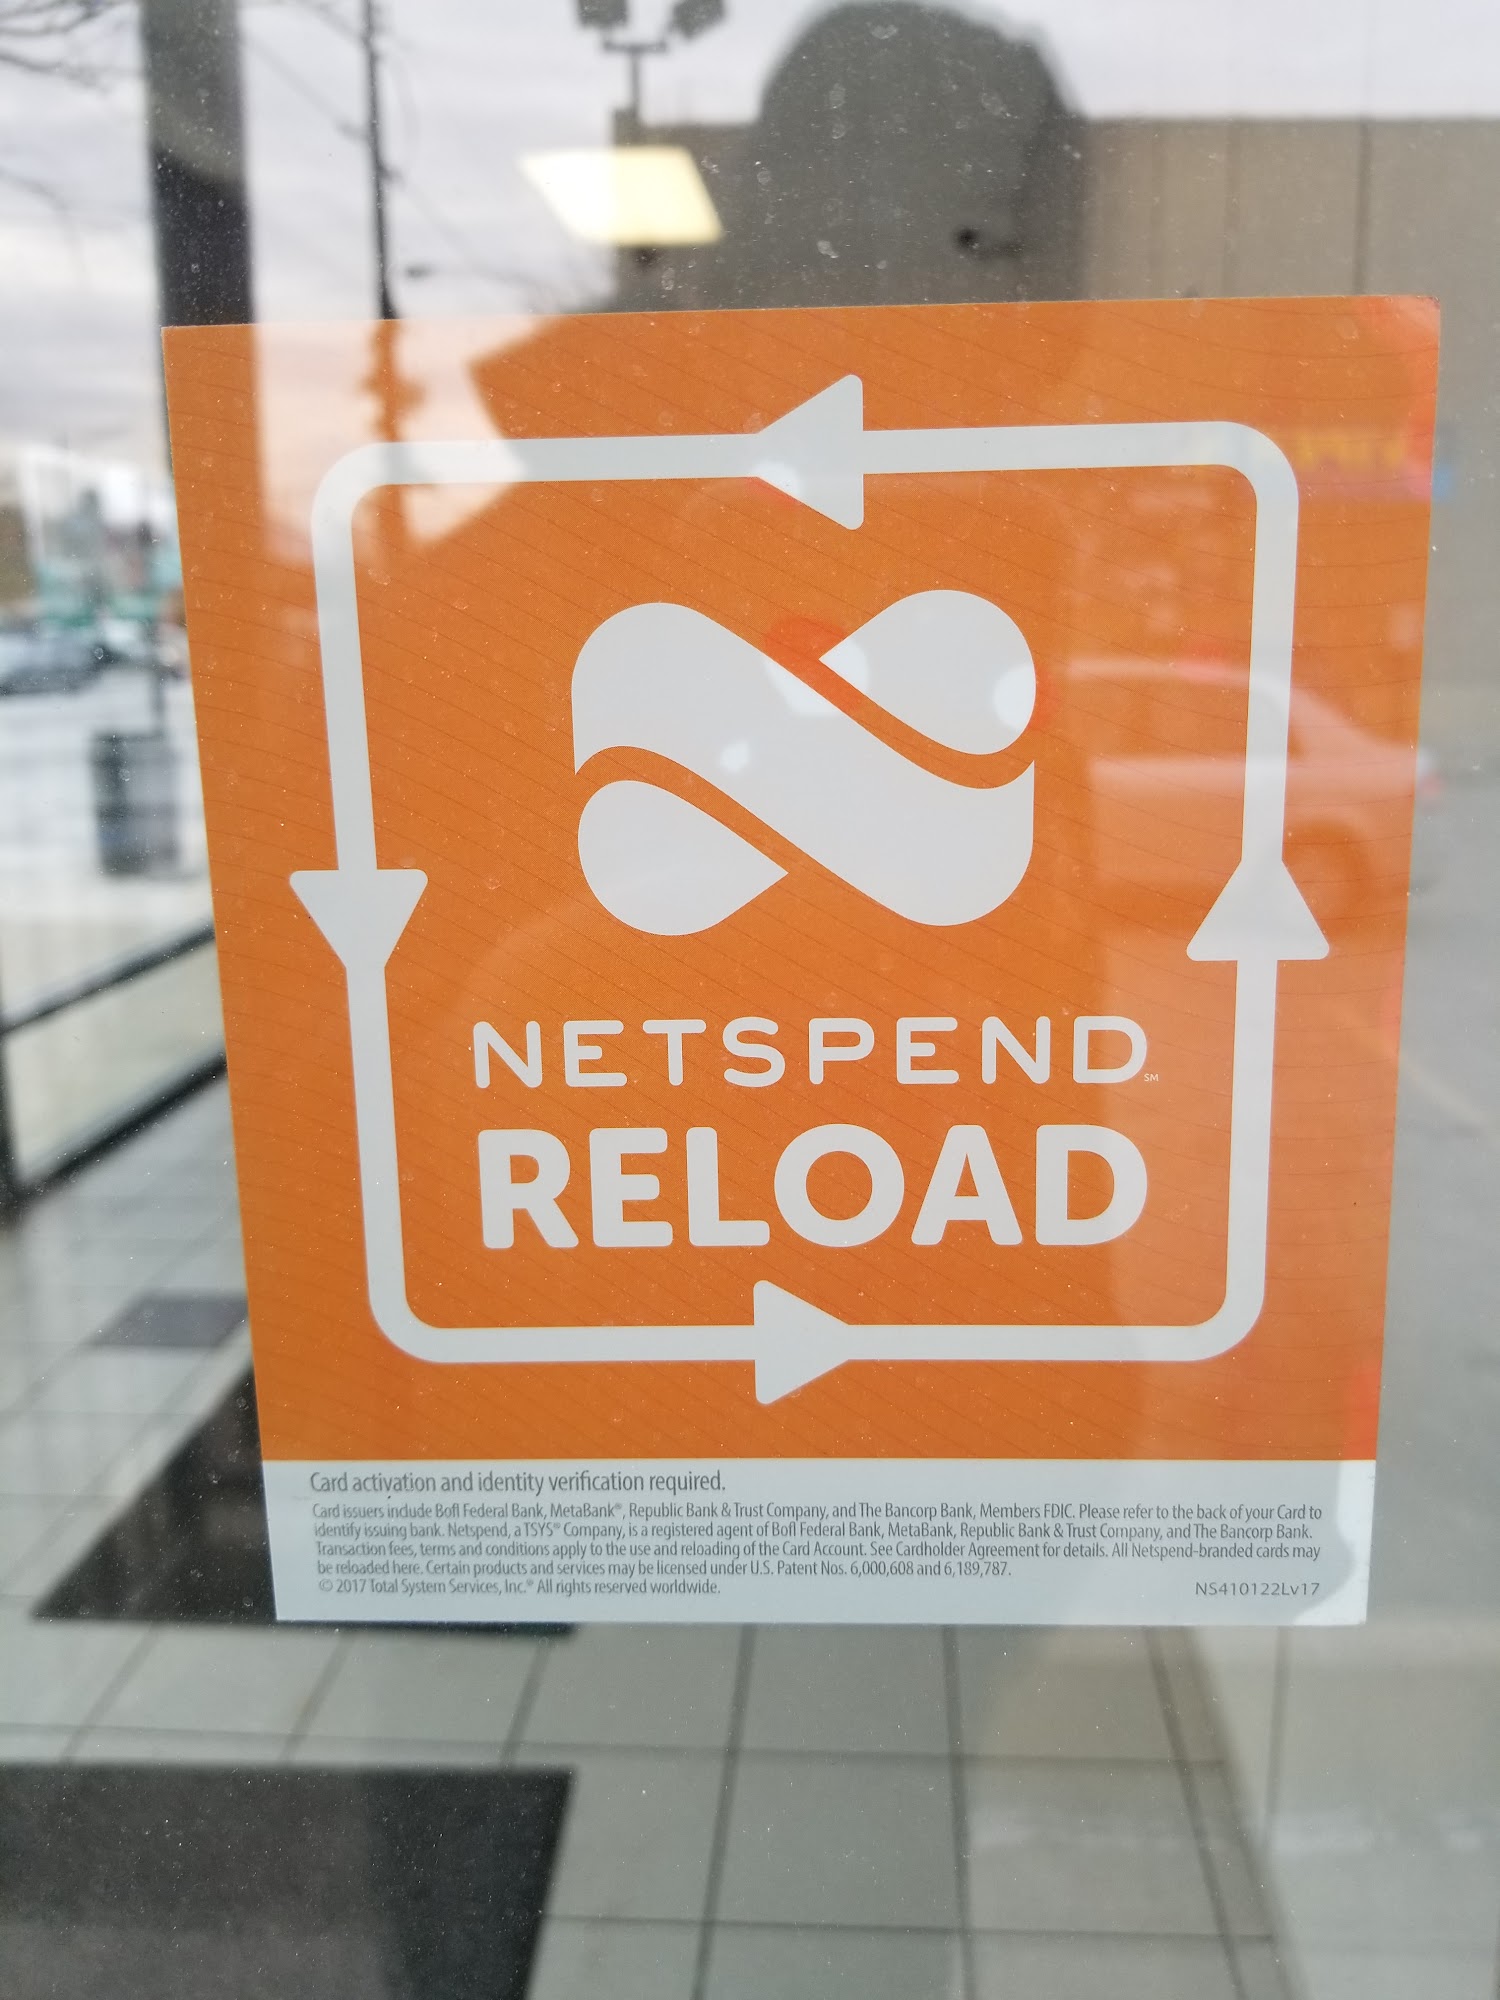 NETSPEND SM
RELOAD
Card activation and identity verification required.
Card issuers include Bofl Federal Bank, MetaBank®, Republic Bank & Trust Company, and The Bancorp Bank, Members FDIC. Please refer to the back of your Card to
identify issuing bank. Netspend, a TSYS® Company, is a registered agent of Bofl Federal Bank, MetaBank, Republic Bank & Trust Company, and The Bancorp Bank.
Transaction fees, terms and conditions apply to the use and reloading of the Card Account. See Cardholder Agreement for details. All Netspend-branded cards may
be reloaded here. Certain products and services may be licensed under U.S. Patent Nos. 6,000,608 and 6,189,787.
© 2017 Total System Services, Inc.® All rights reserved worldwide.
NS410122Lv17